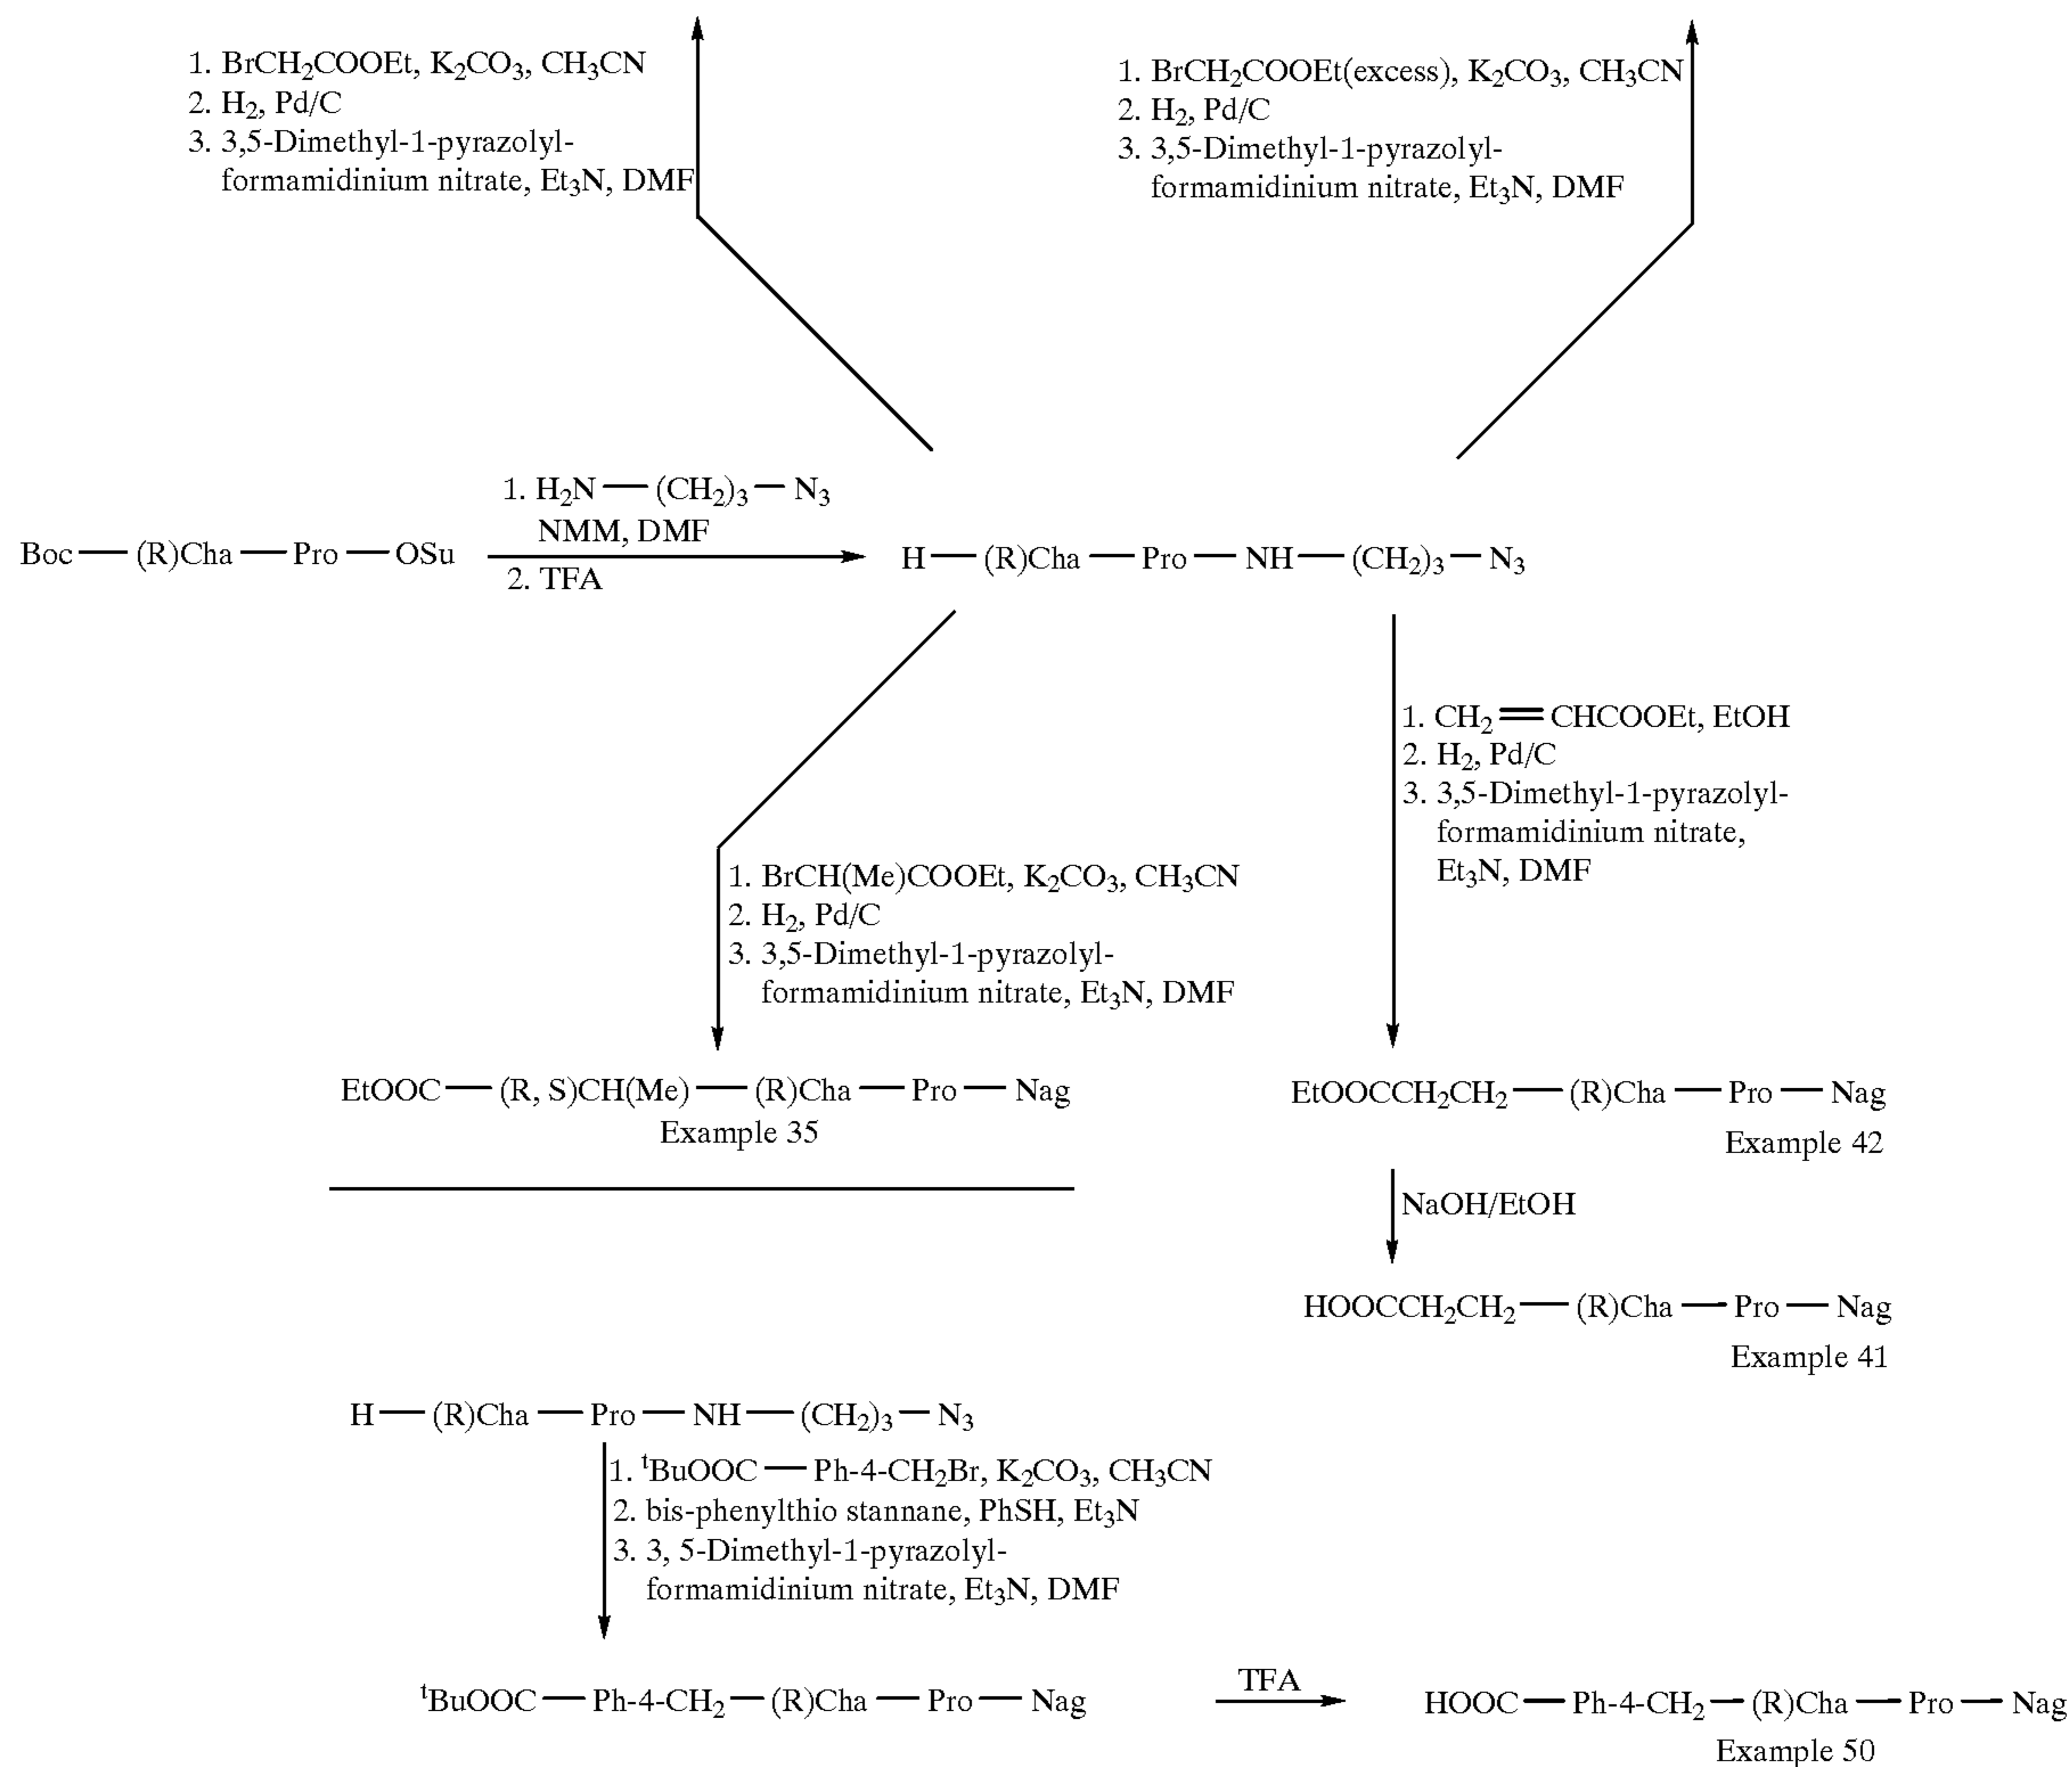 1. BrCH₂COOEt, K₂CO₃, CH₃CN
2. H₂, Pd/C
3. 3,5-Dimethyl-1-pyrazolyl-
formamidinium nitrate, Et₃N, DMF
1. BrCH₂COOEt(excess), K₂CO₃, CH₃CN
2. H₂, Pd/C
3. 3,5-Dimethyl-1-pyrazolyl-
formamidinium nitrate, Et₃N, DMF
Boc—(R)Cha—Pro—OSu
1. H₂N—(CH₂)₃—N₃
NMM, DMF
2. TFA
H—(R)Cha—Pro—NH—(CH₂)₃—N₃
1. BrCH(Me)COOEt, K₂CO₃, CH₃CN
2. H₂, Pd/C
3. 3,5-Dimethyl-1-pyrazolyl-
formamidinium nitrate, Et₃N, DMF
1. CH₂=CHCOOEt, EtOH
2. H₂, Pd/C
3. 3,5-Dimethyl-1-pyrazolyl-
formamidinium nitrate,
Et₃N, DMF
EtOOC—(R, S)CH(Me)—(R)Cha—Pro—Nag
Example 35
EtOOCCH₂CH₂—(R)Cha—Pro—Nag
Example 42
NaOH/EtOH
HOOCCH₂CH₂—(R)Cha—Pro—Nag
Example 41
H—(R)Cha—Pro—NH—(CH₂)₃—N₃
1. ᵗBuOOC—Ph-4-CH₂Br, K₂CO₃, CH₃CN
2. bis-phenylthio stannane, PhSH, Et₃N
3. 3, 5-Dimethyl-1-pyrazolyl-
formamidinium nitrate, Et₃N, DMF
ᵗBuOOC—Ph-4-CH₂—(R)Cha—Pro—Nag
TFA
HOOC—Ph-4-CH₂—(R)Cha—Pro—Nag
Example 50